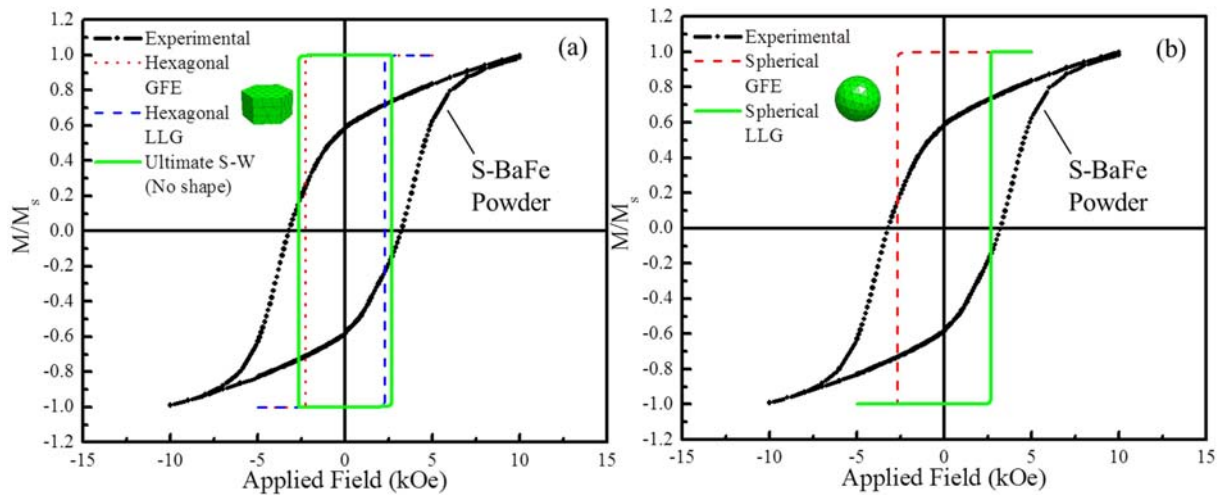 (a)
Experimental
Hexagonal
GFE
Hexagonal
LLG
Ultimate S-W
(No shape)
S-BaFe
Powder
M/Ms
1.2
1.0
0.8
0.6
0.4
0.2
0.0
-0.2
-0.4
-0.6
-0.8
-1.0
-1.2
-15
-10
-5
0
5
10
15
Applied Field (kOe)
(b)
Experimental
Spherical
GFE
Spherical
LLG
S-BaFe
Powder
M/Ms
1.2
1.0
0.8
0.6
0.4
0.2
0.0
-0.2
-0.4
-0.6
-0.8
-1.0
-1.2
-15
-10
-5
0
5
10
15
Applied Field (kOe)